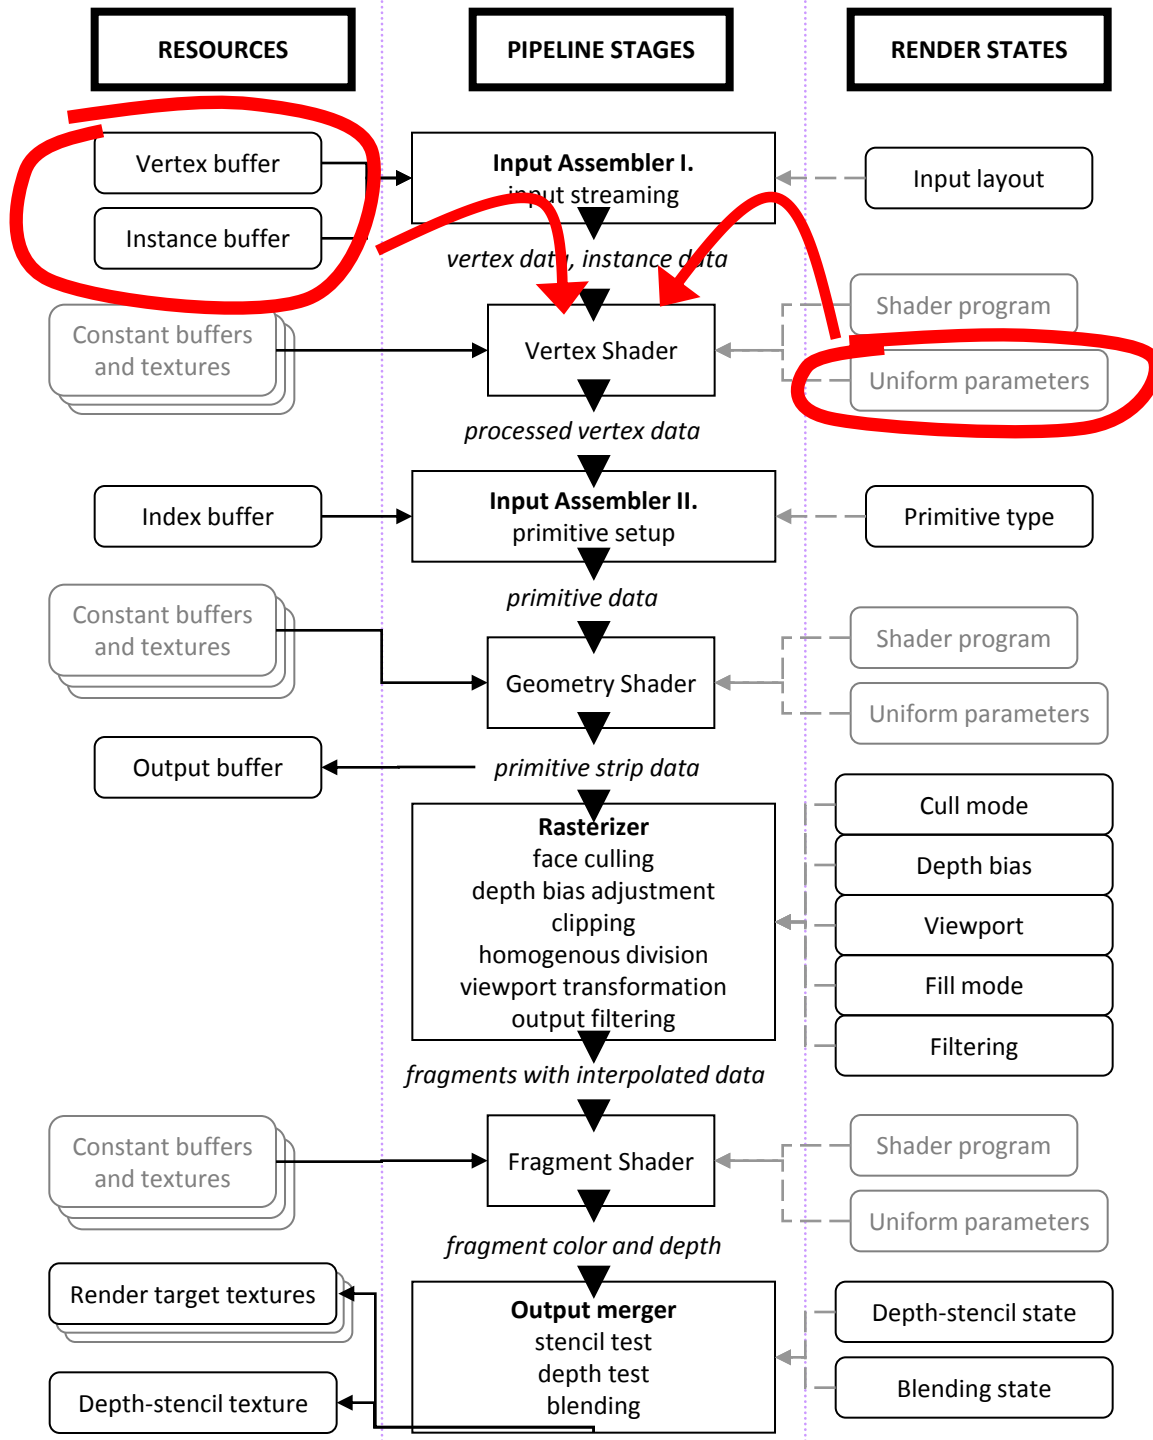 RESOURCES
PIPELINE STAGES
RENDER STATES
Vertex buffer
Instance buffer
Input Assembler I.
input streaming
Input layout
vertex data, instance data
Constant buffers
and textures
Vertex Shader
Shader program
Uniform parameters
processed vertex data
Index buffer
Input Assembler II.
primitive setup
Primitive type
primitive data
Constant buffers
and textures
Geometry Shader
Shader program
Uniform parameters
Output buffer
primitive strip data
Rasterizer
face culling
depth bias adjustment
clipping
homogenous division
viewport transformation
output filtering
Cull mode
Depth bias
Viewport
Fill mode
Filtering
fragments with interpolated data
Constant buffers
and textures
Fragment Shader
Shader program
Uniform parameters
fragment color and depth
Render target textures
Depth-stencil texture
Output merger
stencil test
depth test
blending
Depth-stencil state
Blending state